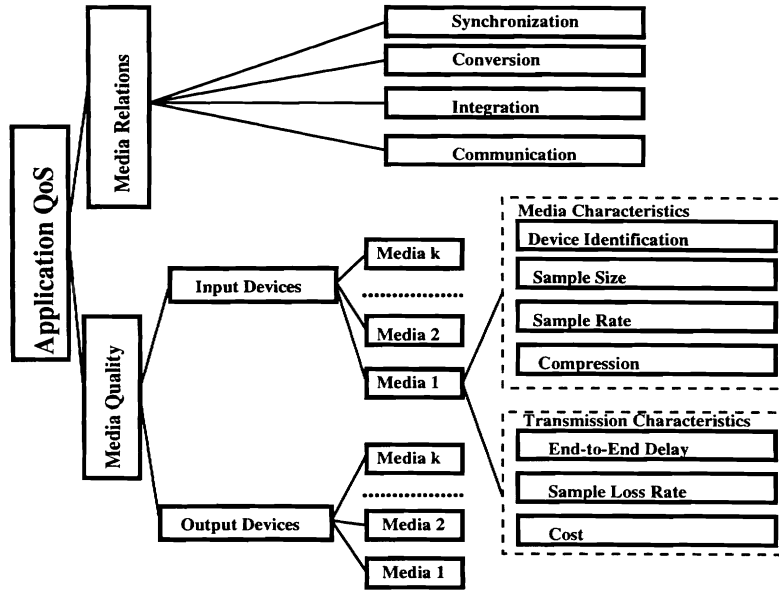 Application QoS
Media Relations
Synchronization
Conversion
Integration
Communication
Media Quality
Input Devices
Media k
Media 2
Media 1
Media Characteristics
Device Identification
Sample Size
Sample Rate
Compression
Transmission Characteristics
End-to-End Delay
Sample Loss Rate
Cost
Output Devices
Media k
Media 2
Media 1